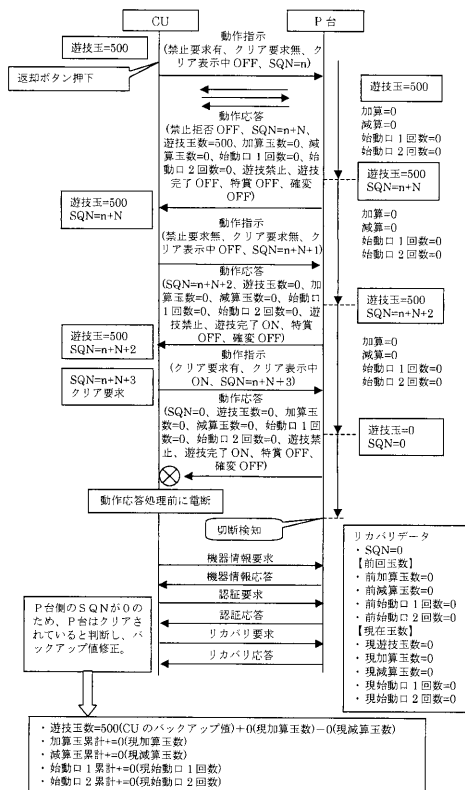 CU
P台
遊技玉=500
返却ボタン押下
動作指示
(禁止要求有、クリア要求無、ク
リア表示中OFF、SQN=n)
遊技玉=500
加算=0
減算=0
始動口1回数=0
始動口2回数=0
動作応答
(禁止拒否OFF、SQN=n+N、
遊技玉数=500、加算玉数=0、減
算玉数=0、始動口1回数=0、始
動口2回数=0、遊技禁止、遊技
完了OFF、特賞OFF、確変
OFF)
遊技玉=500
SQN=n+N
遊技玉=500
SQN=n+N
加算=0
減算=0
始動口1回数=0
始動口2回数=0
動作指示
(禁止要求無、クリア要求無、ク
リア表示中OFF、SQN=n+N+1)
動作応答
(SQN=n+N+2、遊技玉数=0、加
算玉数=0、減算玉数=0、始動口
1回数=0、始動口2回数=0、遊
技禁止、遊技完了ON、特賞
OFF、確変OFF)
遊技玉=500
SQN=n+N+2
遊技玉=500
SQN=n+N+2
加算=0
減算=0
始動口1回数=0
始動口2回数=0
動作指示
(クリア要求有、クリア表示中
ON、SQN=n+N+3)
SQN=n+N+3
クリア要求
動作応答
(SQN=0、遊技玉数=0、加算玉
数=0、減算玉数=0、始動口1回
数=0、始動口2回数=0、遊技禁
止、遊技完了ON、特賞OFF、
確変OFF)
遊技玉=0
SQN=0
動作応答処理前に電断
切断検知
機器情報要求
機器情報応答
認証要求
認証応答
リカバリ要求
リカバリ応答
P台側のSQNが0の
ため、P台はクリアさ
れていると判断し、バ
ックアップ値修正。
リカバリデータ
・SQN=0
【前回玉数】
・前加算玉数=0
・前減算玉数=0
・前始動口1回数=0
・前始動口2回数=0
【現在玉数】
・現遊技玉数=0
・現加算玉数=0
・現減算玉数=0
・現始動口1回数=0
・現始動口2回数=0
・遊技玉数=500(CUのバックアップ値)+0(現加算玉数)-0(現減算玉数)
・加算玉累計+=0(現加算玉数)
・減算玉累計+=0(現減算玉数)
・始動口1累計+=0(現始動口1回数)
・始動口2累計+=0(現始動口2回数)